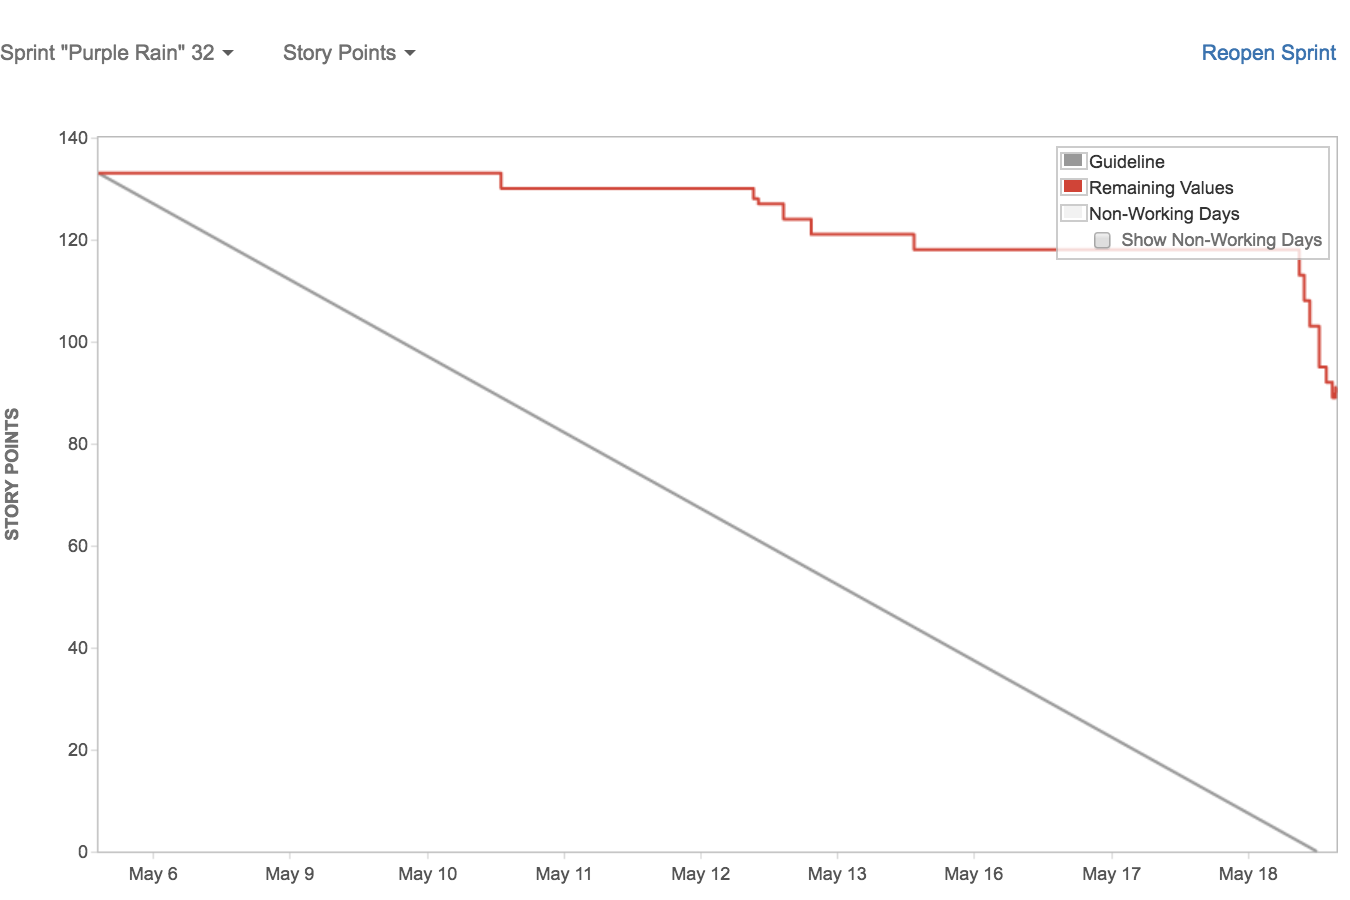 Sprint "Purple Rain" 32
Story Points
Reopen Sprint
Guideline
Remaining Values
Non-Working Days
Show Non-Working Days
STORY POINTS
140
120
100
80
60
40
20
0
May 6
May 9
May 10
May 11
May 12
May 13
May 16
May 17
May 18